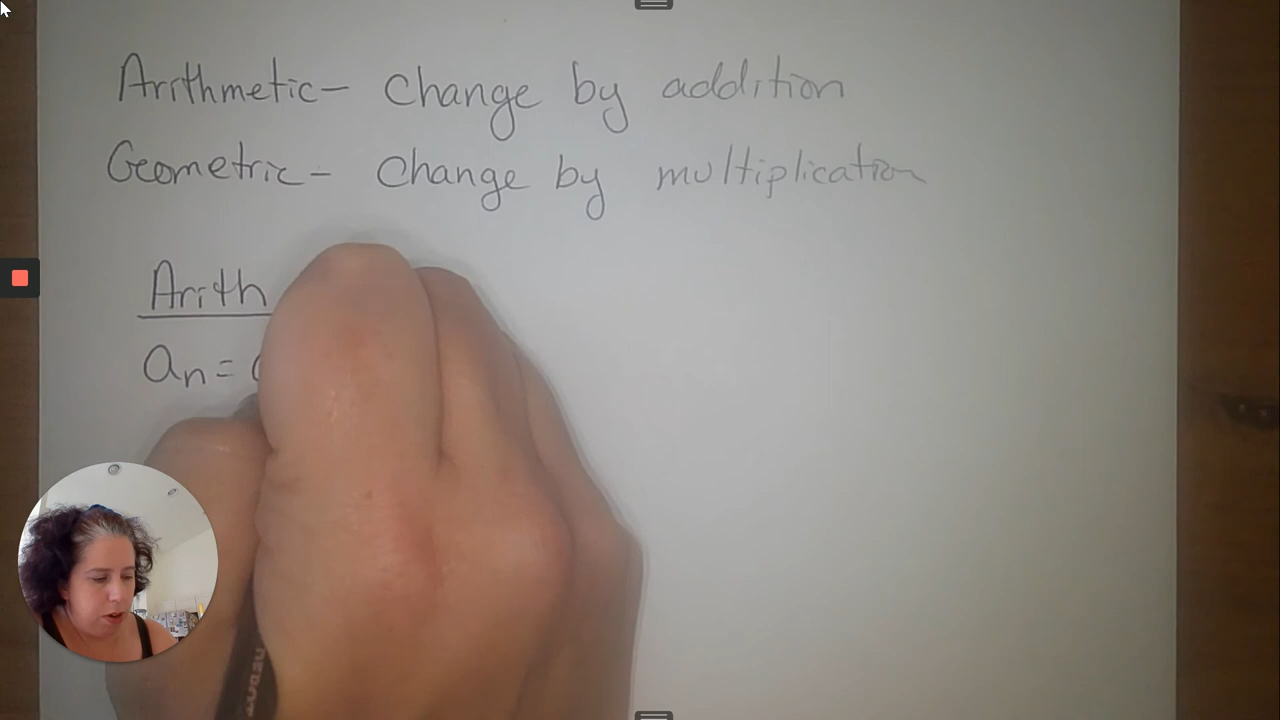 Arithmetic- Change by addition
Geometric- Change by multiplication
Arith
an =